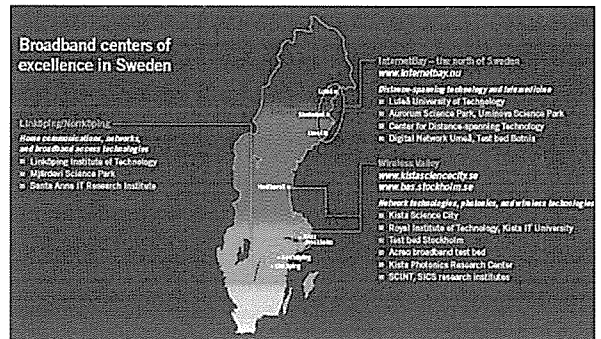 Broadband centers of
excellence in Sweden
Linköping/Norrköping
Home communications, networks,
and broadband access technologies
Linköping Institute of Technology
Mjärdevi Science Park
Santa Anna IT Research Institute
InternetBay – the north of Sweden
www.internetbay.nu
Distance-spanning technology and telemedicine
Luleå University of Technology
Aurorum Science Park, Uminova Science Park
Center for Distance-spanning Technology
Digital Network Umeå, Test bed Botnia
Wireless Valley
www.kistasciencecity.se
www.bas.stockholm.se
Network technologies, photonics, and wireless technologies
Kista Science City
Royal Institute of Technology, Kista IT University
Test bed Stockholm
Acreo broadband test bed
Kista Photonics Research Center
SCINT, SICS research institutes
Luleå
Umeå
Kista
Stockholm
Norrköping
Linköping